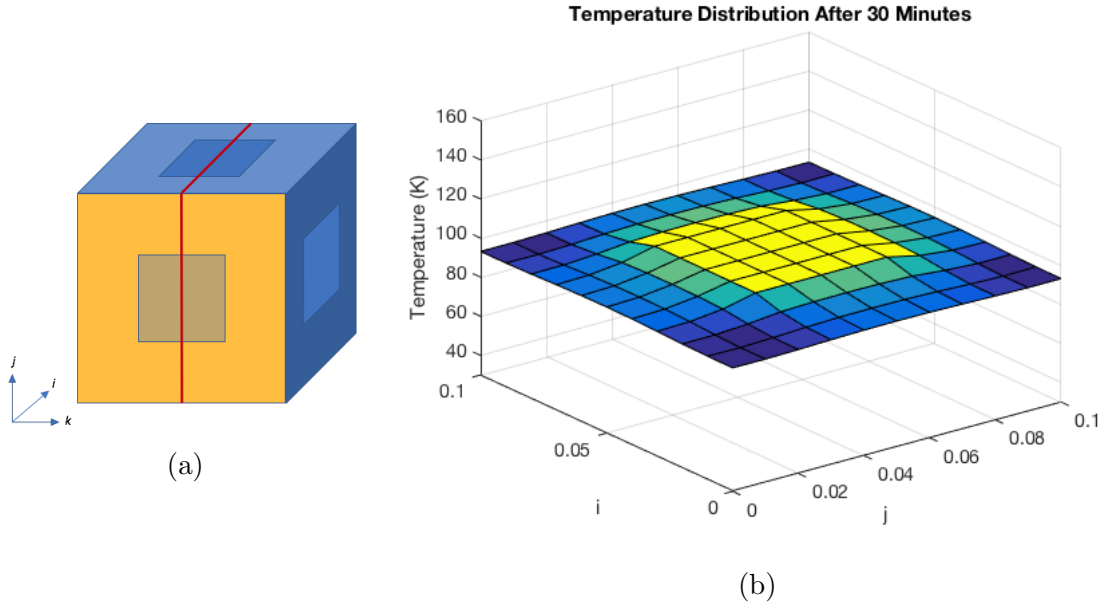 Temperature Distribution After 30 Minutes
j
i
k
(a)
Temperature (K)
160
140
120
100
80
60
40
0.1
0.05
0
i
0
0.02
0.04
0.06
0.08
0.1
j
(b)